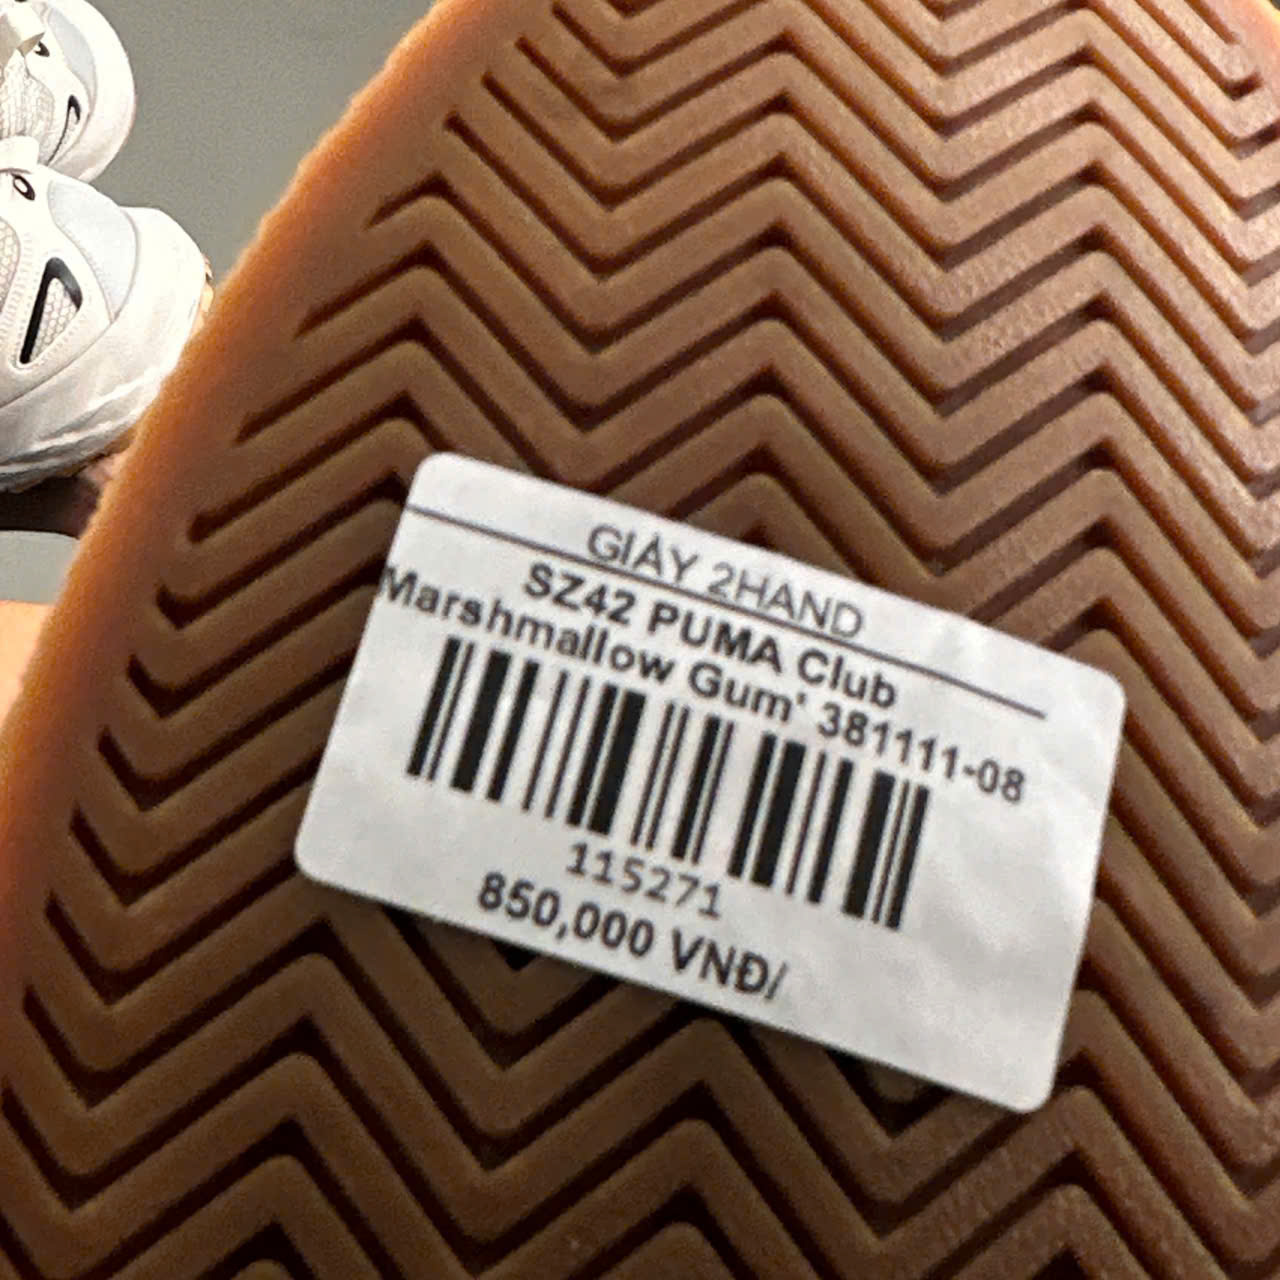 GIÀY 2HAND
SZ42 PUMA Club
Marshmallow Gum' 381111-08
115271
850,000 VNĐ/